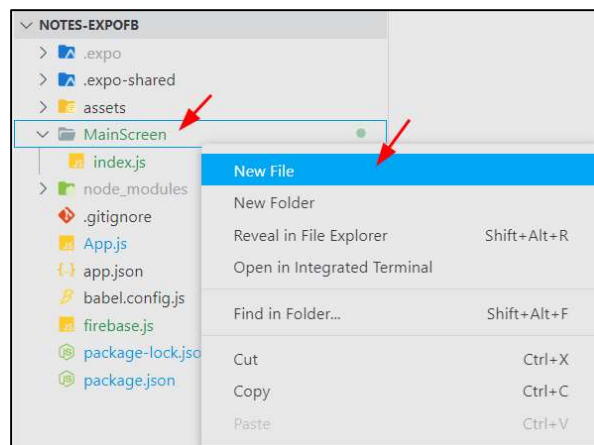 NOTES-EXPOFB
.expo
.expo-shared
assets
MainScreen
index.js
node_modules
.gitignore
App.js
app.json
babel.config.js
firebase.js
package-lock.jso
package.json
New File
New Folder
Reveal in File Explorer Shift+Alt+R
Open in Integrated Terminal
Find in Folder... Shift+Alt+F
Cut Ctrl+X
Copy Ctrl+C
Paste Ctrl+V